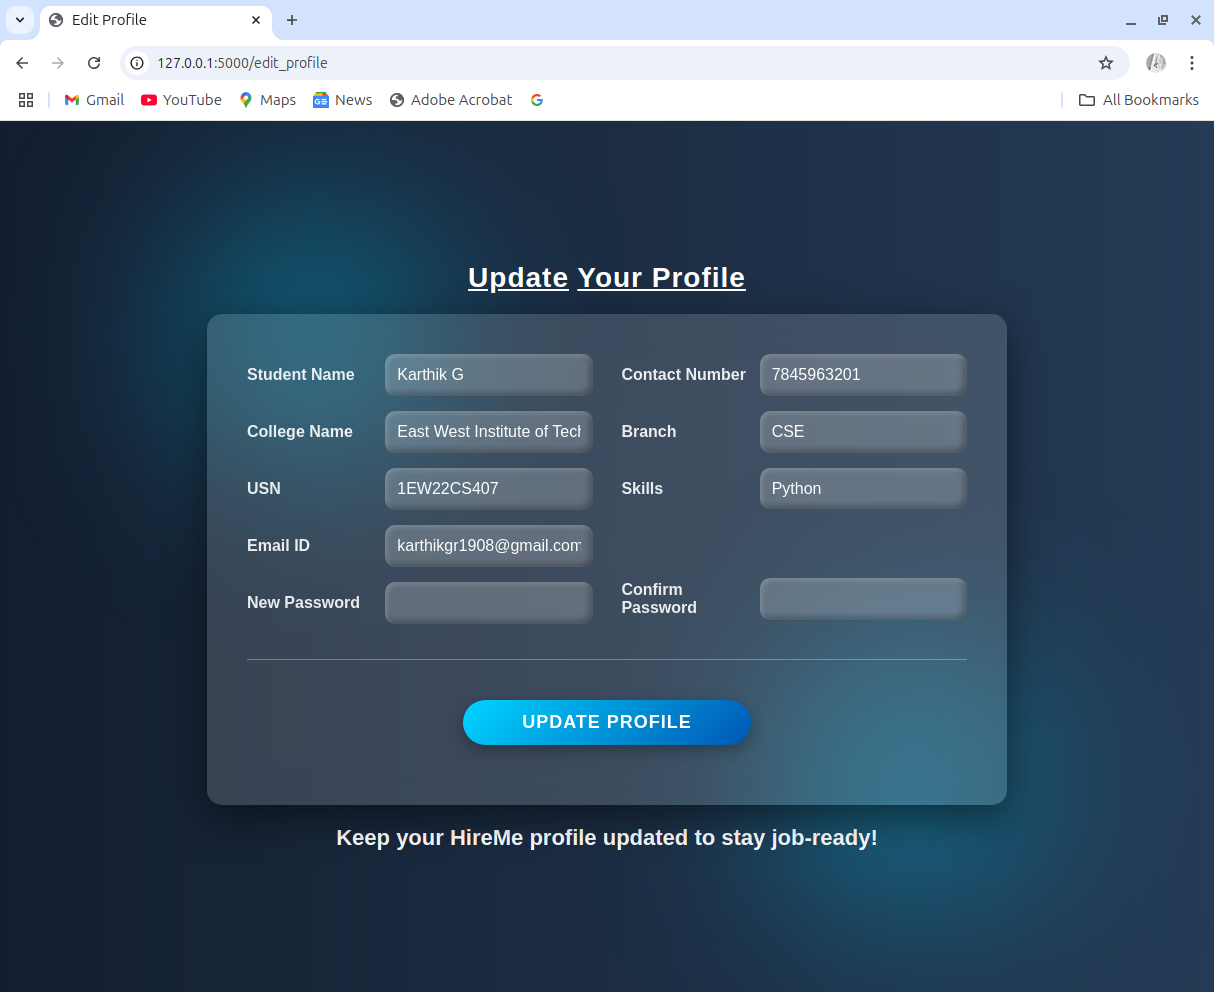 Edit Profile
127.0.0.1:5000/edit_profile
Gmail YouTube Maps News Adobe Acrobat All Bookmarks
Update Your Profile
Student Name Karthik G Contact Number 7845963201
College Name East West Institute of Tech Branch CSE
USN 1EW22CS407 Skills Python
Email ID karthikgr1908@gmail.com
New Password Confirm
Password
UPDATE PROFILE
Keep your HireMe profile updated to stay job-ready!